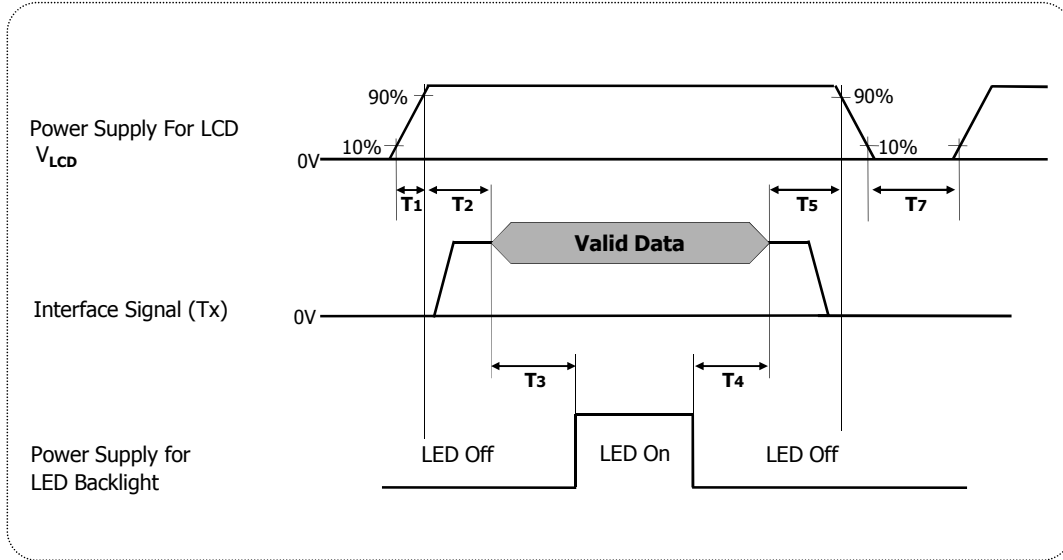 90%
90%
Power Supply For LCD
VLCD
10%
10%
0V
T1
T2
T5
T7
Valid Data
Interface Signal (Tx)
0V
T3
T4
Power Supply for
LED Backlight
LED Off
LED On
LED Off